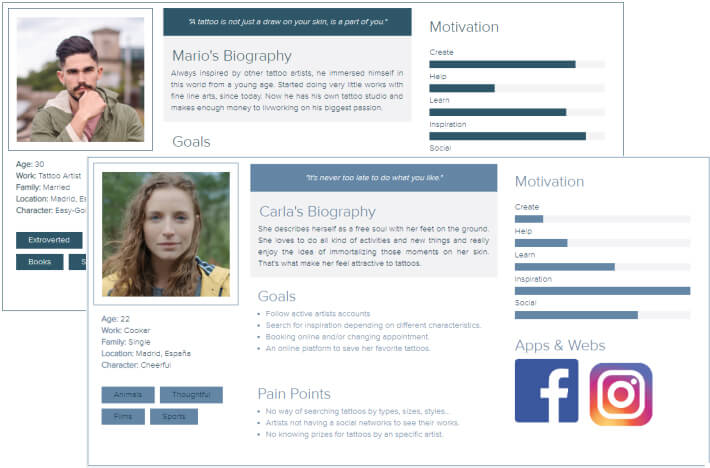 "A tattoo is not just a draw on your skin, is a part of you."
Mario's Biography
Always inspired by other tattoo artists, he immersed himself in
this world from a young age. Started doing very little works with
fine line arts, since today. Now he has his own tattoo studio and
makes enough money to livworking on his biggest passion.
Goals
Motivation
Create
Help
Learn
Inspiration
Social
Age: 30
Work: Tattoo Artist
Family: Married
Location: Madrid, Es
Character: Easy-Goi
Extroverted
Books
S
"It's never too late to do what you like."
Carla's Biography
She describes herself as a free soul with her feet on the ground.
She loves to do all kind of activities and new things and really
enjoy the idea of immortalizing those moments on her skin.
That's what make her feel attractive to tattoos.
Goals
Follow active artists accounts
Search for inspiration depending on different characteristics.
Booking online and/or changing appointment.
An online platform to save her favorite tattoos.
Pain Points
No way of searching tattoos by types, sizes, styles...
Artists not having a social networks to see their works.
No knowing prizes for tattoos by an specific artist.
Motivation
Create
Help
Learn
Inspiration
Social
Apps & Webs
f
Age: 22
Work: Cooker
Family: Single
Location: Madrid, España
Character: Cheerful
Animals
Thoughtful
Films
Sports